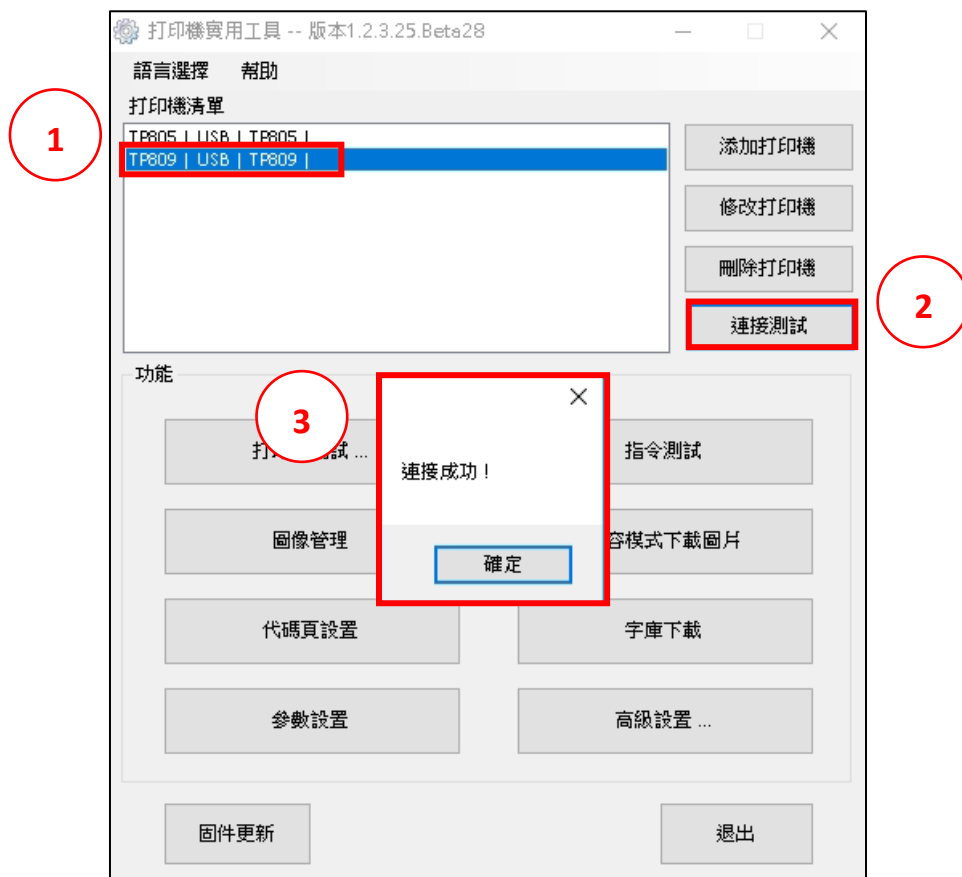 打印機實用工具 -- 版本1.2.3.25.Beta28
語言選擇 幫助
打印機清單
1
TP805 | USB | TP805 |
TP809 | USB | TP809 |
添加打印機
修改打印機
刪除打印機
連接測試
2
功能
3
打 試 ...
指令測試
連接成功！
圖像管理
容模式下載圖片
確定
代碼頁設置
字庫下載
參數設置
高級設置 ...
固件更新
退出